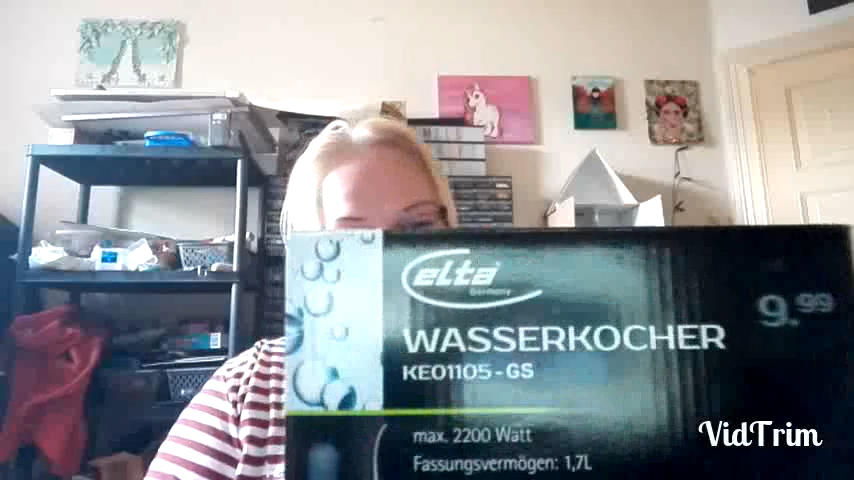 elta
Germany
9.99
WASSERKOCHER
KE01105-GS
max. 2200 Watt
Fassungsvermögen: 1,7L
VidTrim